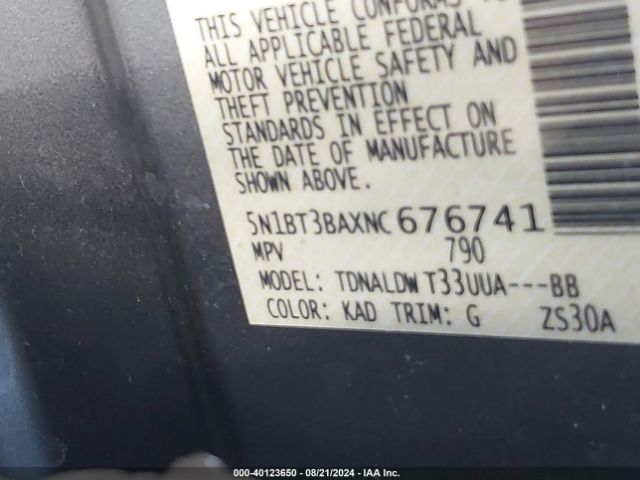 THIS VEHICLE CONFORMS TO
ALL APPLICABLE FEDERAL
MOTOR VEHICLE SAFETY AND
THEFT PREVENTION
STANDARDS IN EFFECT ON
THE DATE OF MANUFACTURE
SHOWN ABOVE.
5N1BT3BAXNC676741
MPV 790
MODEL: TDNALDW T33UUA---BB
COLOR: KAD TRIM: G ZS30A
000-40123650 - 08/21/2024 - IAA Inc.